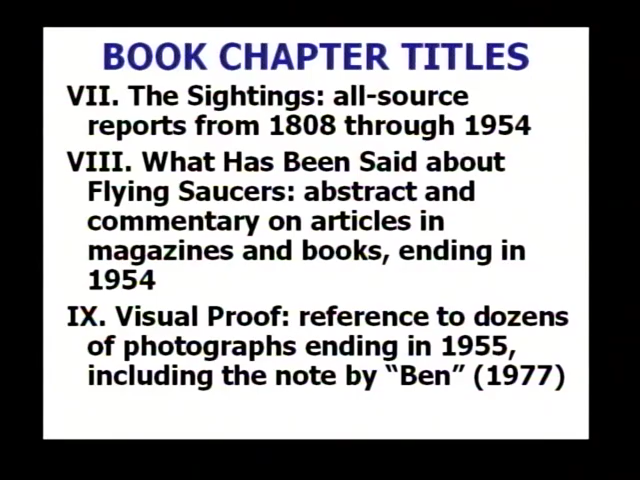 BOOK CHAPTER TITLES
VII. The Sightings: all-source
reports from 1808 through 1954
VIII. What Has Been Said about
Flying Saucers: abstract and
commentary on articles in
magazines and books, ending in
1954
IX. Visual Proof: reference to dozens
of photographs ending in 1955,
including the note by “Ben” (1977)